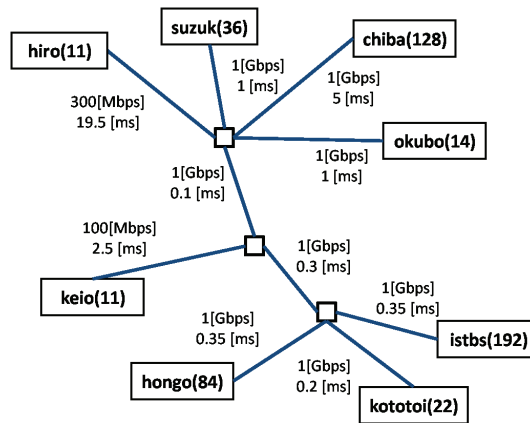 suzuk(36)
hiro(11)
chiba(128)
1[Gbps]
1 [ms]
1[Gbps]
5 [ms]
300[Mbps]
19.5 [ms]
okubo(14)
1[Gbps]
1 [ms]
1[Gbps]
0.1 [ms]
100[Mbps]
2.5 [ms]
1[Gbps]
0.3 [ms]
keio(11)
1[Gbps]
0.35 [ms]
1[Gbps]
0.35 [ms]
istbs(192)
1[Gbps]
0.2 [ms]
hongo(84)
kototoi(22)